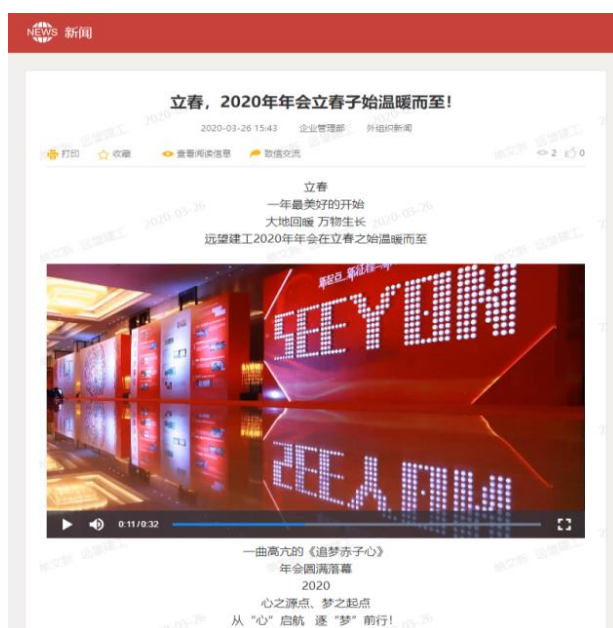 NEWS 新闻
立春，2020年年会立春子始温暖而至！
2020-03-26 15:43 企业管理部 外组织新闻
打印 收藏 查看阅读信息 致信交流 2 0
立春
一年最美好的开始
大地回暖 万物生长
远望建工2020年年会在立春之始温暖而至
SEEYON
0:11/0:32
一曲高亢的《追梦赤子心》
年会圆满落幕
2020
心之源点、梦之起点
从“心”启航 逐“梦”前行！